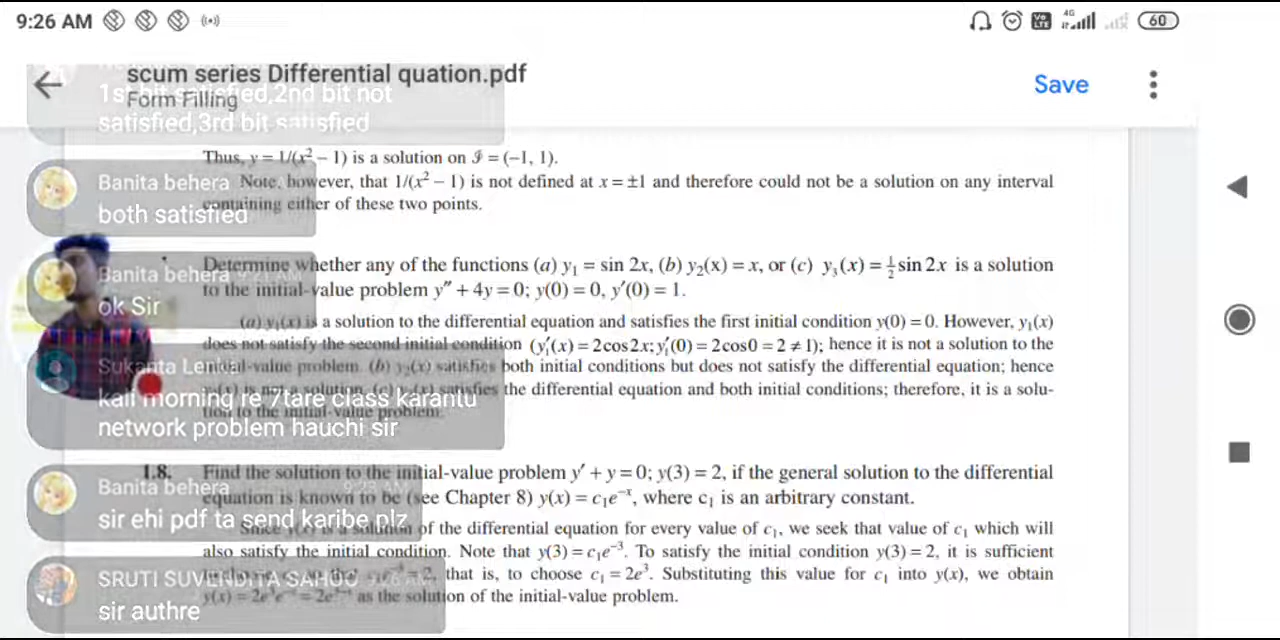 9:26 AM
4G
Vo LTE
60
scum series Differential quation.pdf
Form Filling
Save
1st bit satisfied,2nd bit not
satisfied,3rd bit satisfied
Thus, y = 1/(x² – 1) is a solution on 𝓘 = (–1, 1).
Banita behera
both satisfied
Note, however, that 1/(x² – 1) is not defined at x = ±1 and therefore could not be a solution on any interval
containing either of these two points.
Banita behera 9:21 AM
ok Sir
Determine whether any of the functions (a) y₁ = sin 2x, (b) y₂(x) = x, or (c) y₃(x) = ½ sin 2x is a solution
to the initial-value problem y″ + 4y = 0; y(0) = 0, y′(0) = 1.
(a) y₁(x) is a solution to the differential equation and satisfies the first initial condition y(0) = 0. However, y₁(x)
does not satisfy the second initial condition (y₁′(x) = 2cos 2x; y₁′(0) = 2cos0 = 2 ≠ 1); hence it is not a solution to the
initial-value problem. (b) y₂(x) satisfies both initial conditions but does not satisfy the differential equation; hence
y₂(x) is not a solution. (c) y₃(x) satisfies the differential equation and both initial conditions; therefore, it is a solu-
tion to the initial-value problem.
Sukanta Lenka
kali morning re 7tare class karantu
network problem hauchi sir
1.8. Find the solution to the initial-value problem y′ + y = 0; y(3) = 2, if the general solution to the differential
equation is known to be (see Chapter 8) y(x) = c₁e⁻ˣ, where c₁ is an arbitrary constant.
Banita behera 9:23 AM
sir ehi pdf ta send karibe plz
Since y(x) is a solution of the differential equation for every value of c₁, we seek that value of c₁ which will
also satisfy the initial condition. Note that y(3) = c₁e⁻³. To satisfy the initial condition y(3) = 2, it is sufficient
= 2, that is, to choose c₁ = 2e³. Substituting this value for c₁ into y(x), we obtain
y(x) = 2e³e⁻ˣ = 2e³⁻ˣ as the solution of the initial-value problem.
SRUTI SUVENDITA SAHOO
sir authre